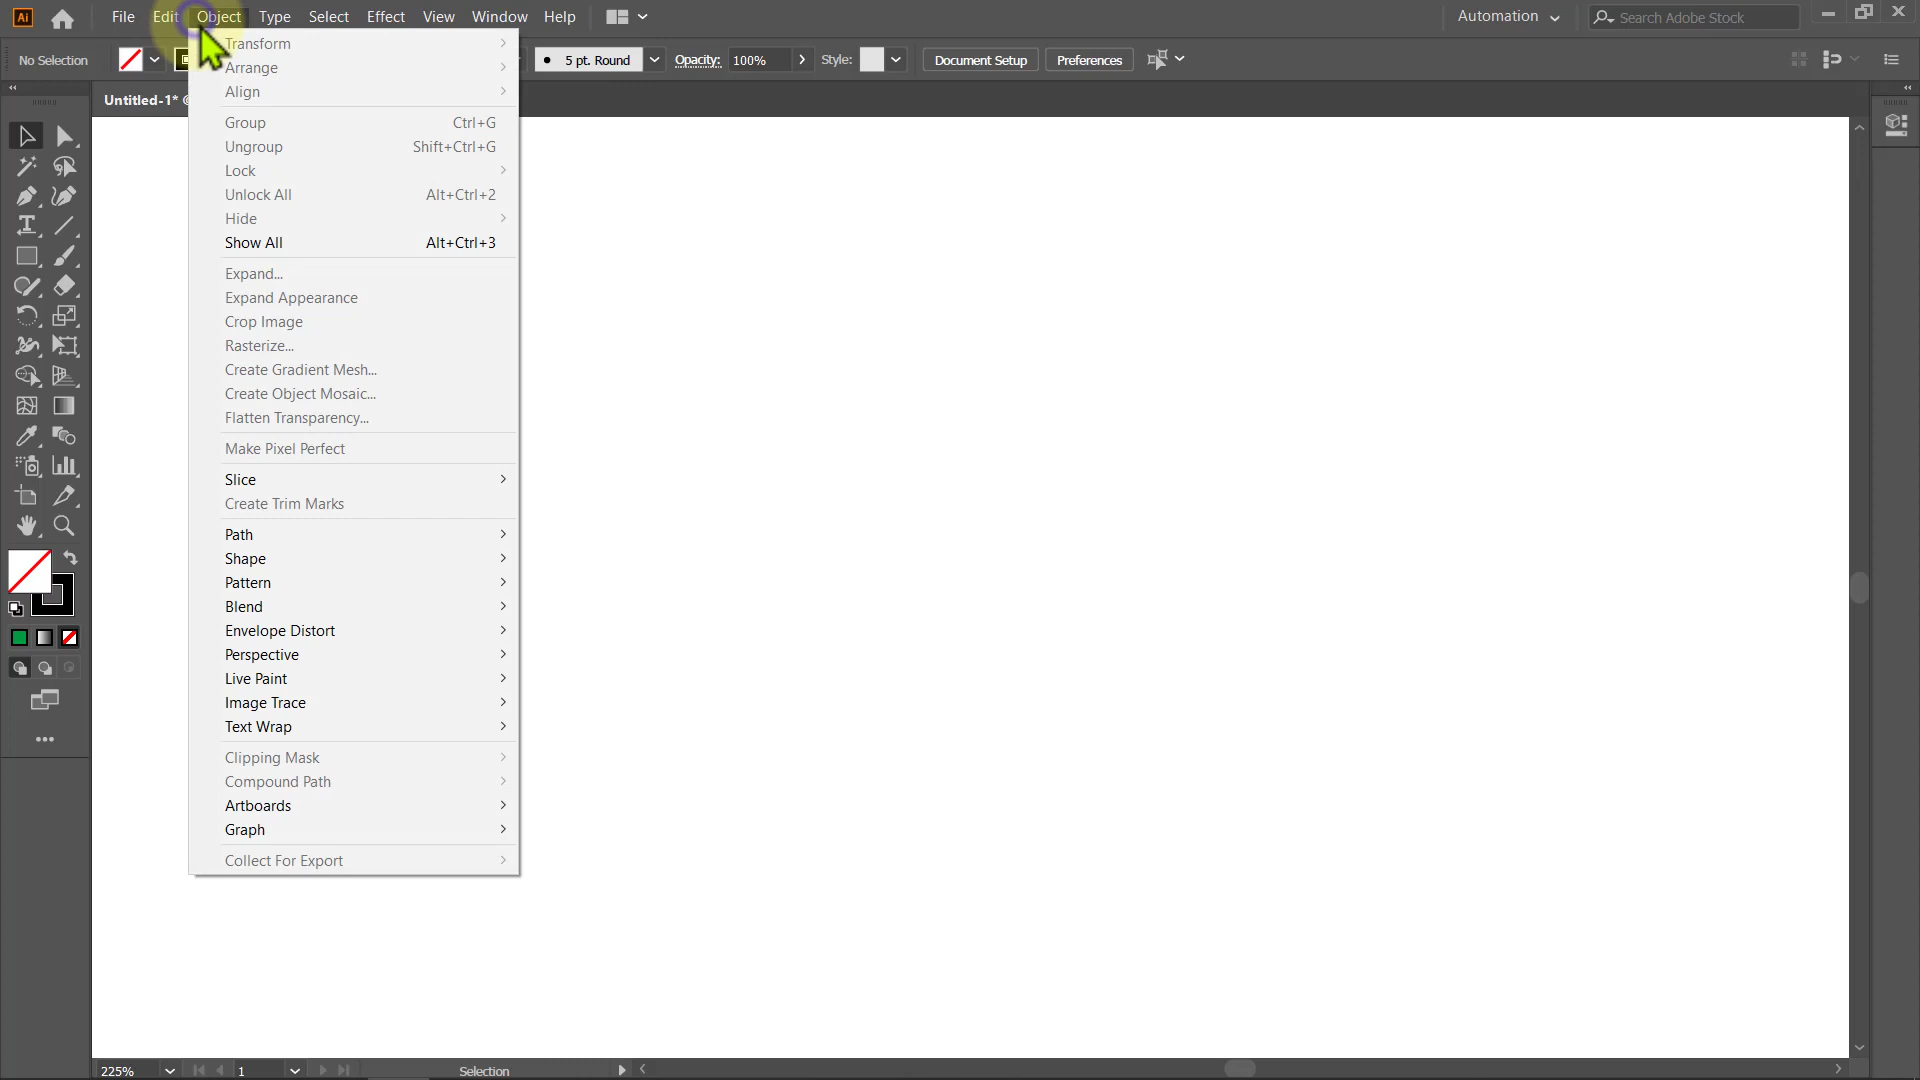 Ai
File Edit Object Type Select Effect View Window Help
Automation
Search Adobe Stock
No Selection
5 pt. Round
Opacity:
100%
Style:
Document Setup
Preferences
Untitled-1*
Transform
Arrange
Align
Group Ctrl+G
Ungroup Shift+Ctrl+G
Lock
Unlock All Alt+Ctrl+2
Hide
Show All Alt+Ctrl+3
Expand...
Expand Appearance
Crop Image
Rasterize...
Create Gradient Mesh...
Create Object Mosaic...
Flatten Transparency...
Make Pixel Perfect
Slice
Create Trim Marks
Path
Shape
Pattern
Blend
Envelope Distort
Perspective
Live Paint
Image Trace
Text Wrap
Clipping Mask
Compound Path
Artboards
Graph
Collect For Export
225%
1
Selection